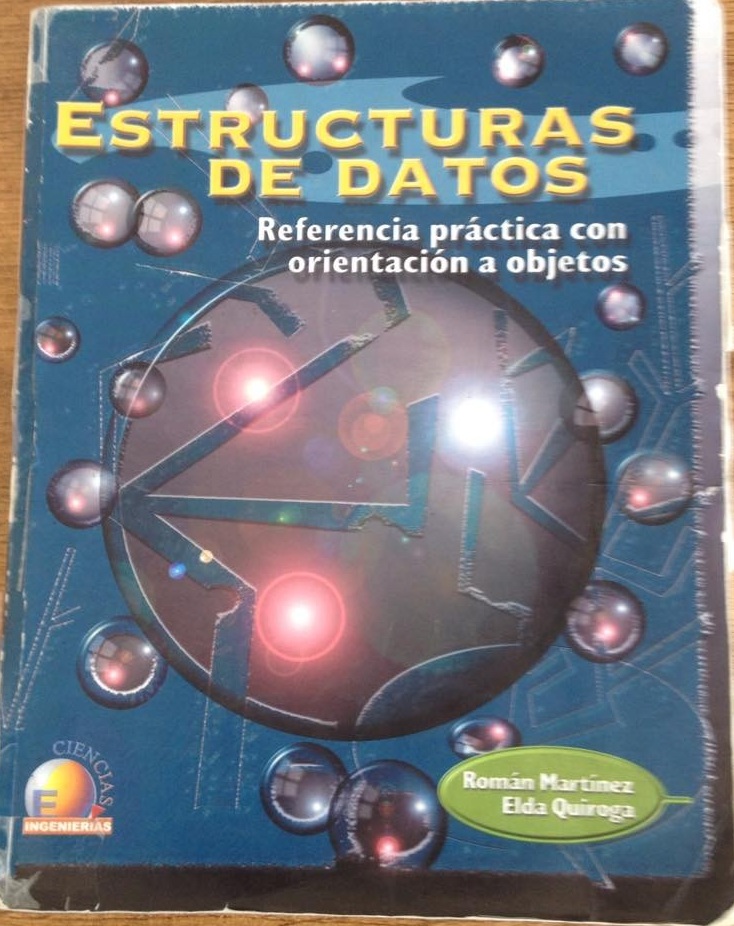 ESTRUCTURAS
DE DATOS
Referencia práctica con
orientación a objetos
CIENCIAS
E
INGENIERÍAS
Román Martínez
Elda Quiroga